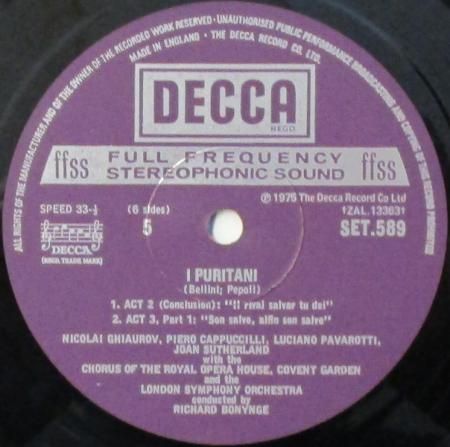 ALL RIGHTS OF THE MANUFACTURER AND OF THE OWNER OF THE RECORDED WORK RESERVED · UNAUTHORISED PUBLIC PERFORMANCE BROADCASTING AND COPYING OF THIS RECORD PROHIBITED
MADE IN ENGLAND · THE DECCA RECORD CO. LTD.
DECCA
REGD.
ffss FULL FREQUENCY STEREOPHONIC SOUND ffss
℗ 1975 The Decca Record Co Ltd
SPEED 33-⅓ (6 sides)
5
SET.589
DECCA
(REGD. TRADE MARK)
I PURITANI
(Bellini; Pepoli)
1. ACT 2 (Conclusion): "Il rival salvar tu dei"
2. ACT 3, Part 1: "Son salvo, alfin son salvo"
NICOLAI GHIAUROV, PIERO CAPPUCCILLI, LUCIANO PAVAROTTI,
JOAN SUTHERLAND
with the
CHORUS OF THE ROYAL OPERA HOUSE, COVENT GARDEN
and the
LONDON SYMPHONY ORCHESTRA
conducted by
RICHARD BONYNGE